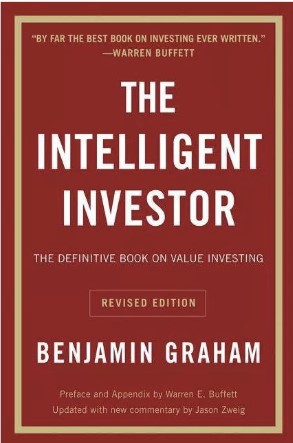 "BY FAR THE BEST BOOK ON INVESTING EVER WRITTEN."
—WARREN BUFFETT
THE
INTELLIGENT
INVESTOR
THE DEFINITIVE BOOK ON VALUE INVESTING
REVISED EDITION
BENJAMIN GRAHAM
Preface and Appendix by Warren E. Buffett
Updated with new commentary by Jason Zweig